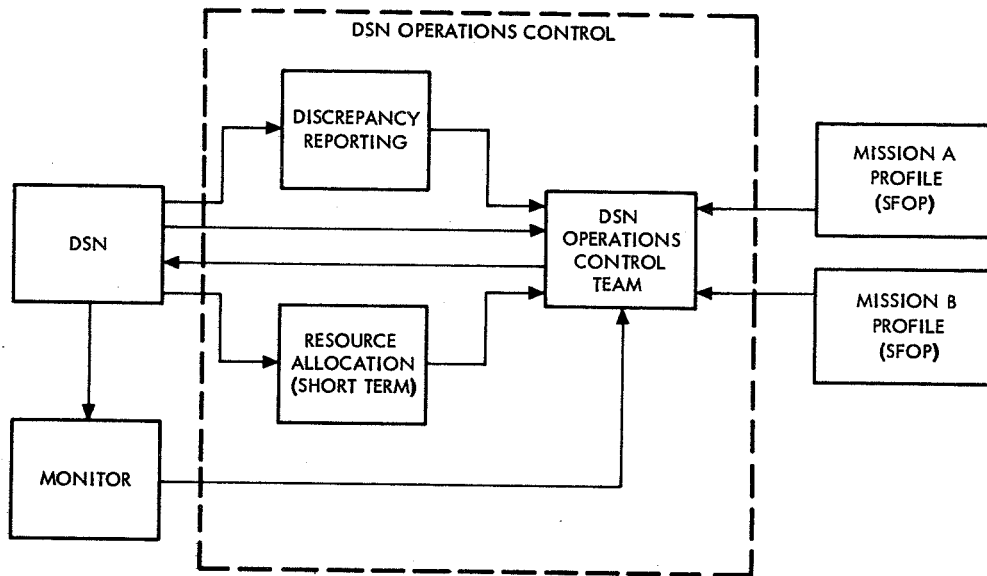 DSN OPERATIONS CONTROL
DISCREPANCY
REPORTING
DSN
DSN
OPERATIONS
CONTROL
TEAM
MISSION A
PROFILE
(SFOP)
MISSION B
PROFILE
(SFOP)
RESOURCE
ALLOCATION
(SHORT TERM)
MONITOR